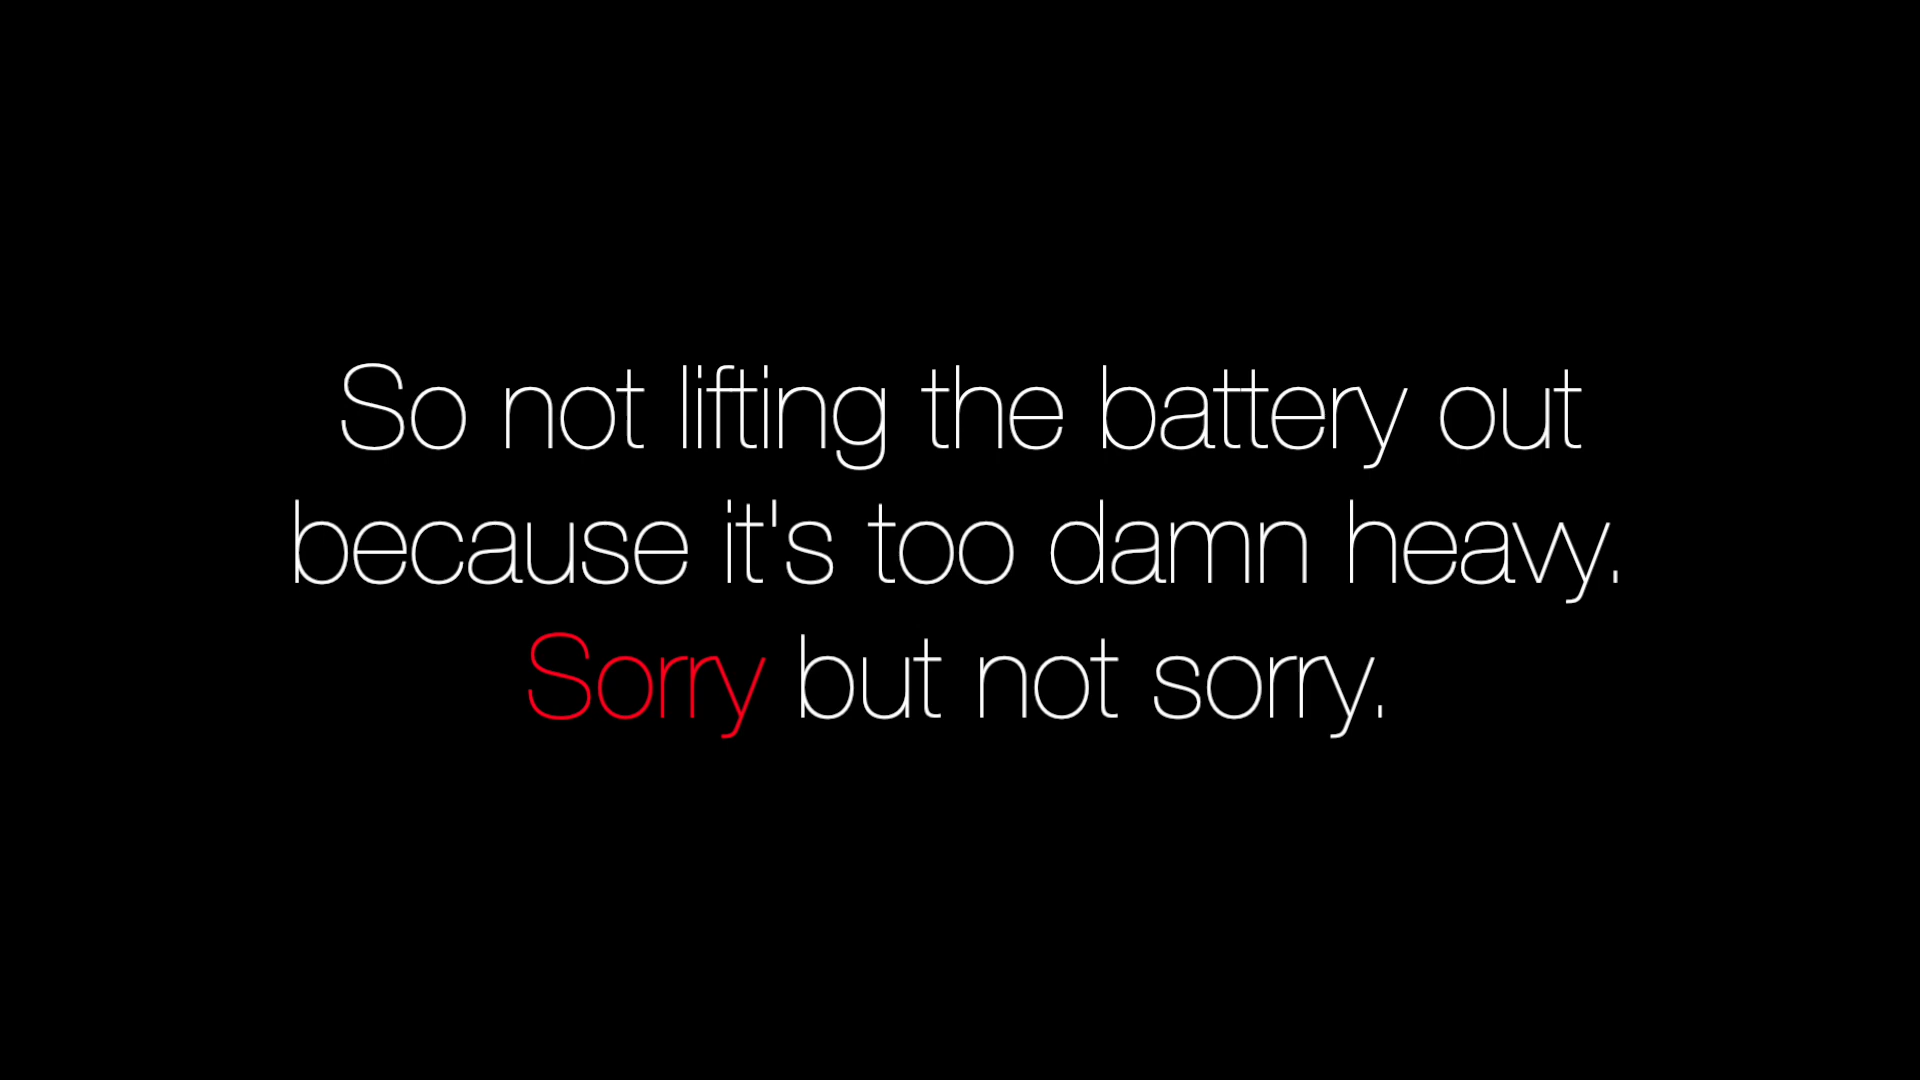 So not lifting the battery out
because it's too damn heavy.
Sorry but not sorry.